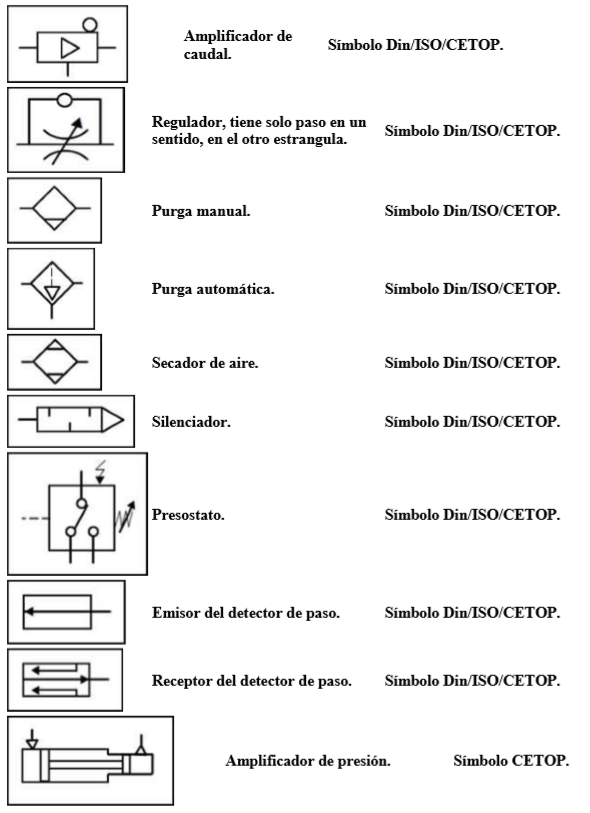 Amplificador de
caudal.
Símbolo Din/ISO/CETOP.
Regulador, tiene solo paso en un
sentido, en el otro estrangula.
Símbolo Din/ISO/CETOP.
Purga manual.
Símbolo Din/ISO/CETOP.
Purga automática.
Símbolo Din/ISO/CETOP.
Secador de aire.
Símbolo Din/ISO/CETOP.
Silenciador.
Símbolo Din/ISO/CETOP.
Presostato.
Símbolo Din/ISO/CETOP.
Emisor del detector de paso.
Símbolo Din/ISO/CETOP.
Receptor del detector de paso.
Símbolo Din/ISO/CETOP.
Amplificador de presión.
Símbolo CETOP.